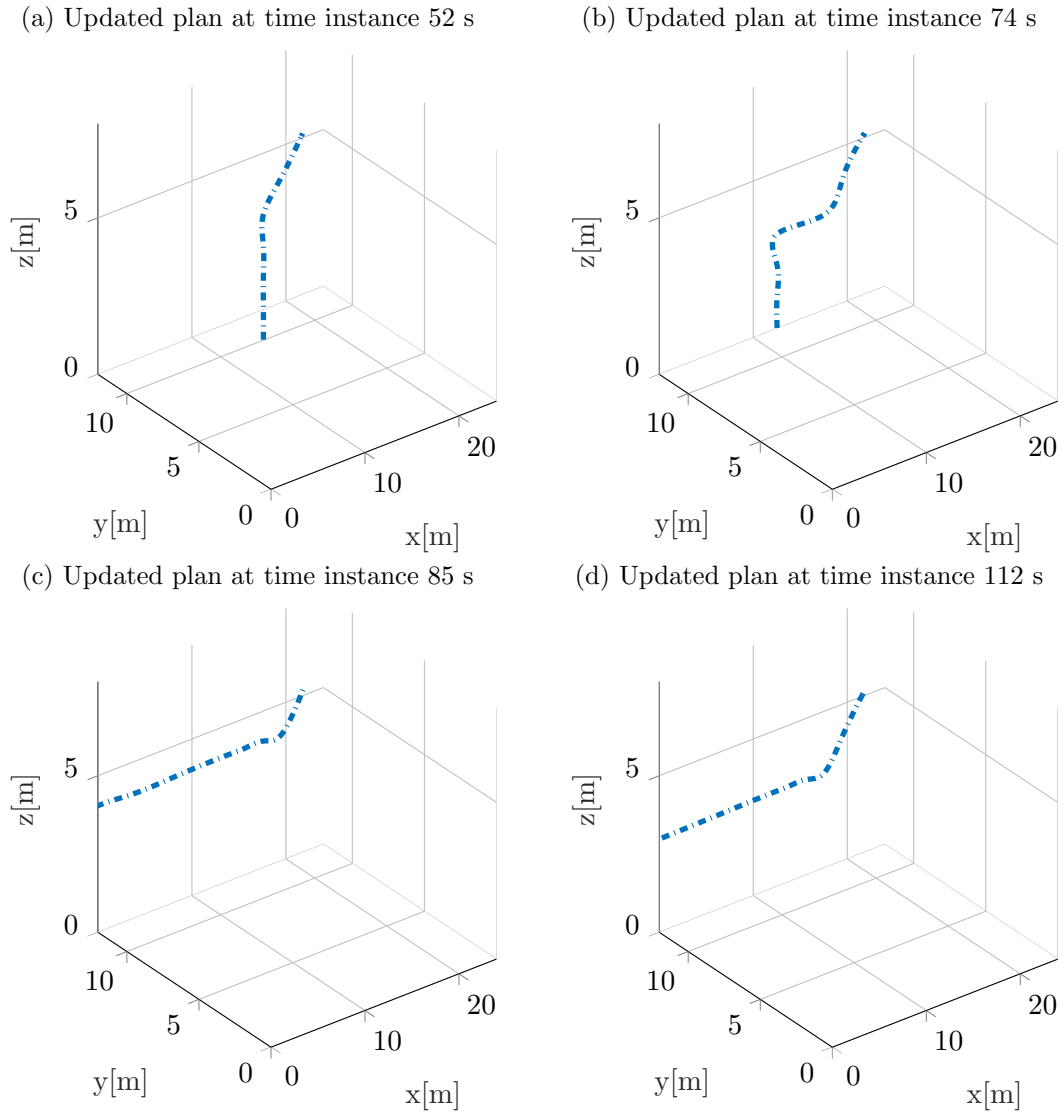 (a) Updated plan at time instance 52 s
z[m]
5
0
10
5
0
y[m]
0
10
20
x[m]
(b) Updated plan at time instance 74 s
z[m]
5
0
10
5
0
y[m]
0
10
20
x[m]
(c) Updated plan at time instance 85 s
z[m]
5
0
10
5
0
y[m]
0
10
20
x[m]
(d) Updated plan at time instance 112 s
z[m]
5
0
10
5
0
y[m]
0
10
20
x[m]